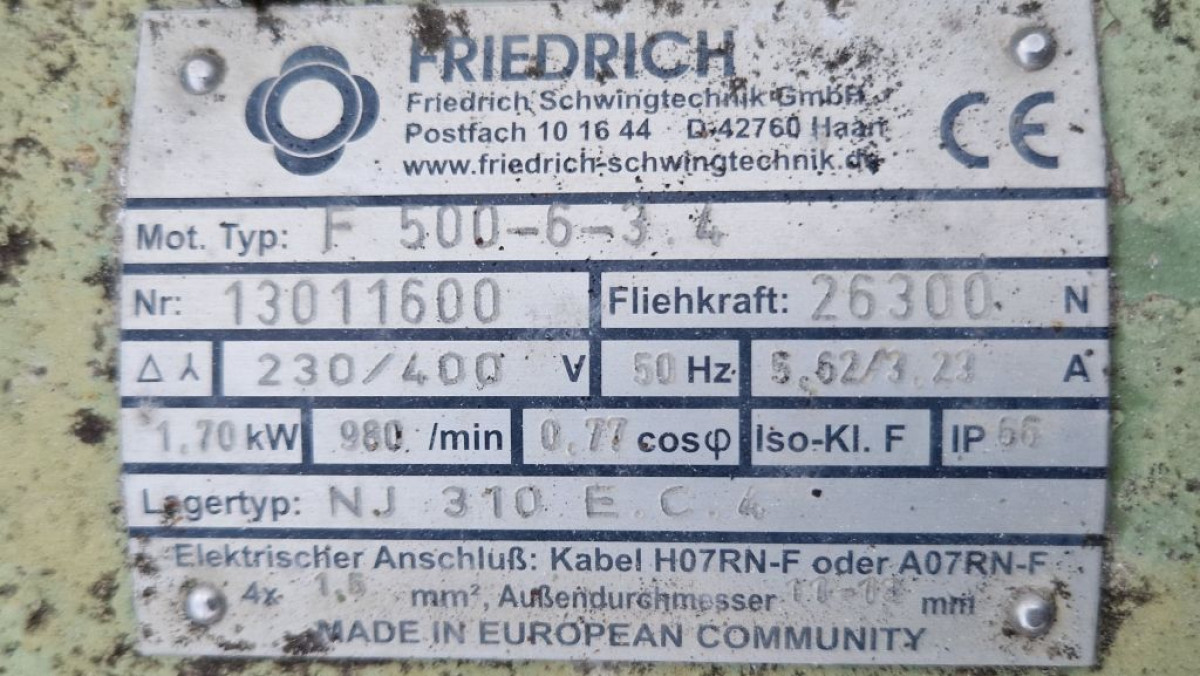 FRIEDRICH
Friedrich Schwingtechnik GmbH
Postfach 10 16 44 D-42760 Haan
www.friedrich-schwingtechnik.de
CE
Mot. Typ: F 500-6-3.4
Nr: 13011600 Fliehkraft: 26300 N
Δ 人 230/400 V 50 Hz 5,62/3,23 A
1,70 kW 980 /min 0,77 cosφ Iso-Kl. F IP 66
Lagertyp: NJ 310 E.C.4
Elektrischer Anschluß: Kabel H07RN-F oder A07RN-F
4x 1,5 mm², Außendurchmesser mm
MADE IN EUROPEAN COMMUNITY